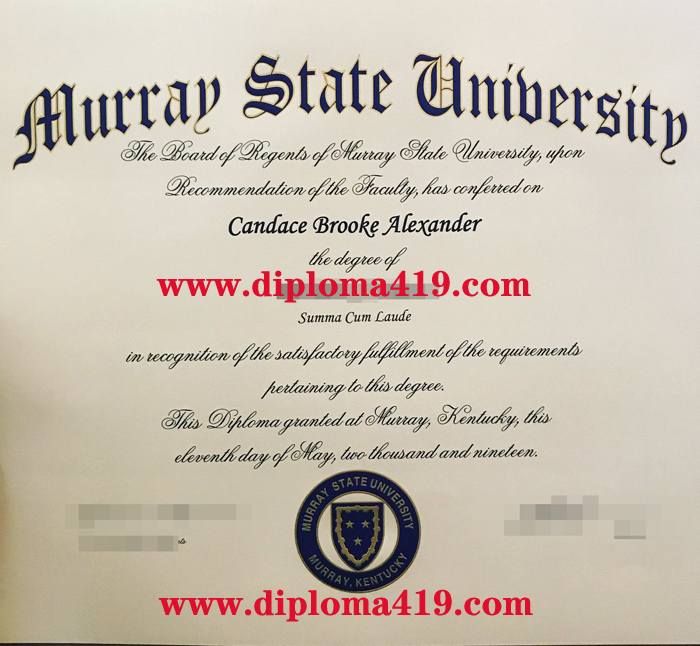 Murray State University
The Board of Regents of Murray State University, upon
Recommendation of the Faculty, has conferred on
Candace Brooke Alexander
the degree of
www.diploma419.com
Summa Cum Laude
in recognition of the satisfactory fulfillment of the requirements
pertaining to this degree.
This Diploma granted at Murray, Kentucky, this
eleventh day of May, two thousand and nineteen.
MURRAY STATE UNIVERSITY
MURRAY, KENTUCKY
www.diploma419.com